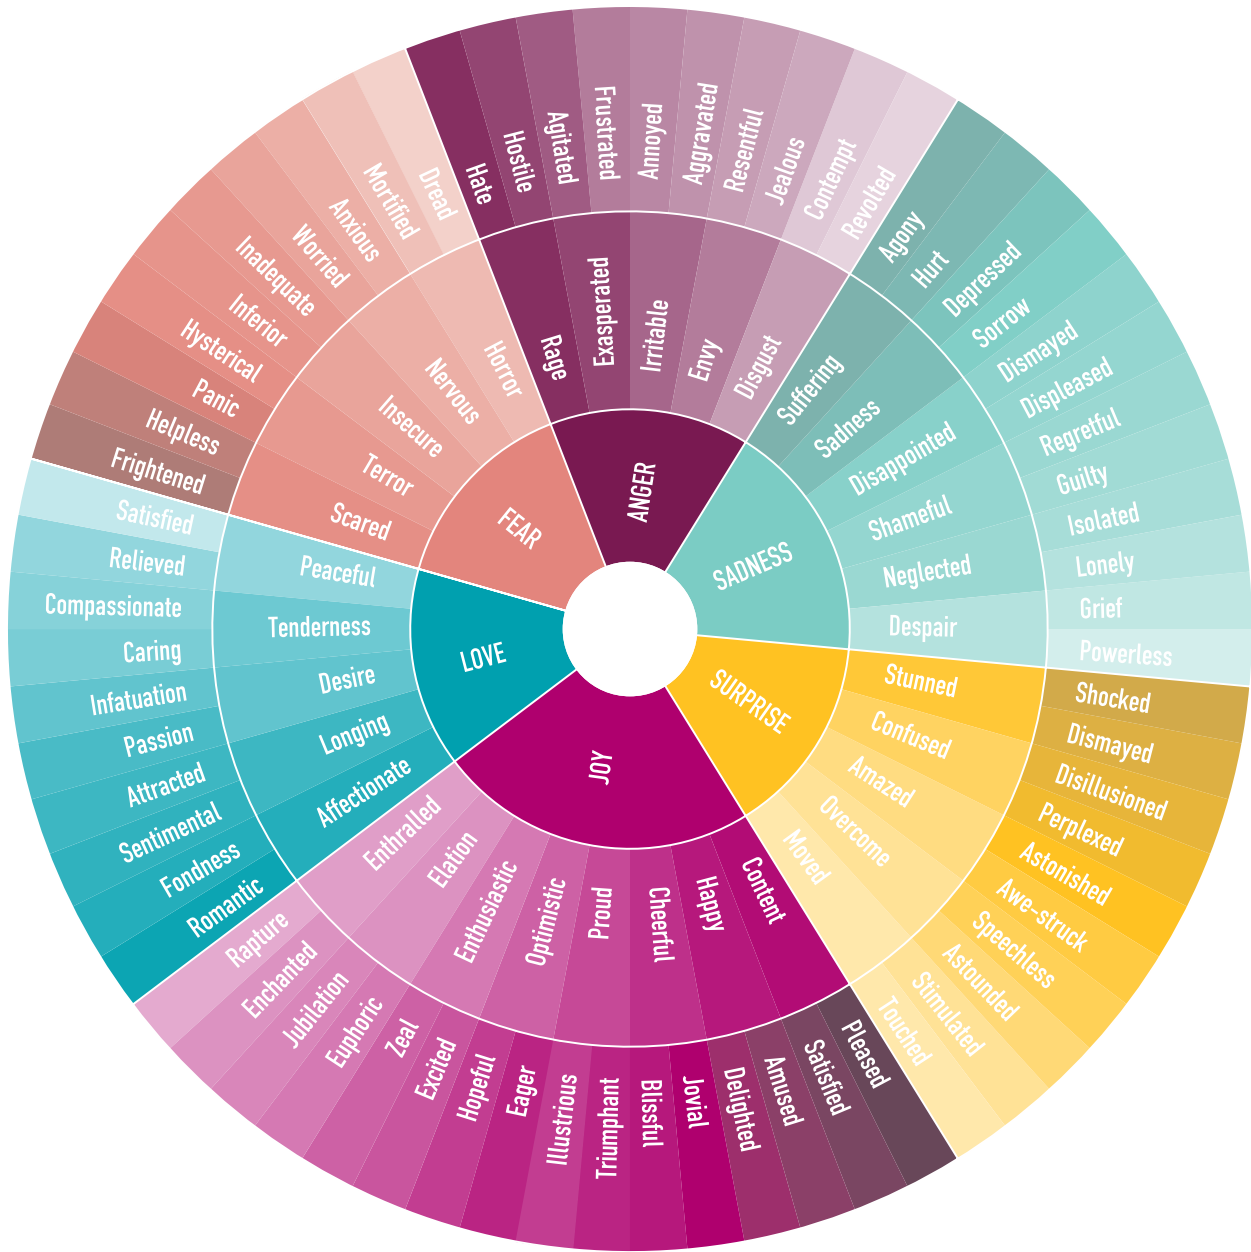 ANGER
Rage
Exasperated
Irritable
Envy
Disgust
Hate
Hostile
Agitated
Frustrated
Annoyed
Aggravated
Resentful
Jealous
Contempt
Revolted
SADNESS
Suffering
Sadness
Disappointed
Shameful
Neglected
Despair
Agony
Hurt
Depressed
Sorrow
Dismayed
Displeased
Regretful
Guilty
Isolated
Lonely
Grief
Powerless
SURPRISE
Stunned
Confused
Amazed
Overcome
Moved
Shocked
Dismayed
Disillusioned
Perplexed
Astonished
Awe-struck
Speechless
Astounded
Stimulated
Touched
JOY
Content
Happy
Cheerful
Proud
Optimistic
Enthusiastic
Elation
Enthralled
Pleased
Satisfied
Amused
Delighted
Jovial
Blissful
Triumphant
Illustrious
Eager
Hopeful
Excited
Zeal
Euphoric
Jubilation
Enchanted
Rapture
LOVE
Affectionate
Longing
Desire
Tenderness
Peaceful
Romantic
Fondness
Sentimental
Attracted
Passion
Infatuation
Caring
Compassionate
Relieved
Satisfied
FEAR
Scared
Terror
Insecure
Nervous
Horror
Frightened
Helpless
Panic
Hysterical
Inferior
Inadequate
Worried
Anxious
Mortified
Dread